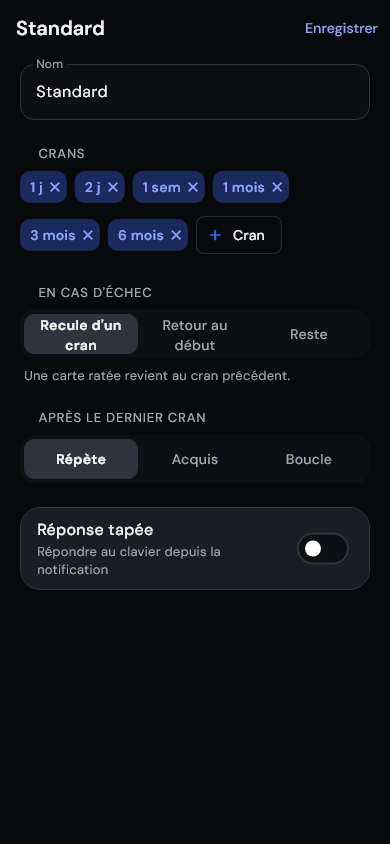 Standard
Enregistrer
Nom
Standard
CRANS
1 j ✕ 2 j ✕ 1 sem ✕ 1 mois ✕
3 mois ✕ 6 mois ✕ + Cran
EN CAS D'ÉCHEC
Recule d'un
cran
Retour au
début
Reste
Une carte ratée revient au cran précédent.
APRÈS LE DERNIER CRAN
Répète Acquis Boucle
Réponse tapée
Répondre au clavier depuis la
notification